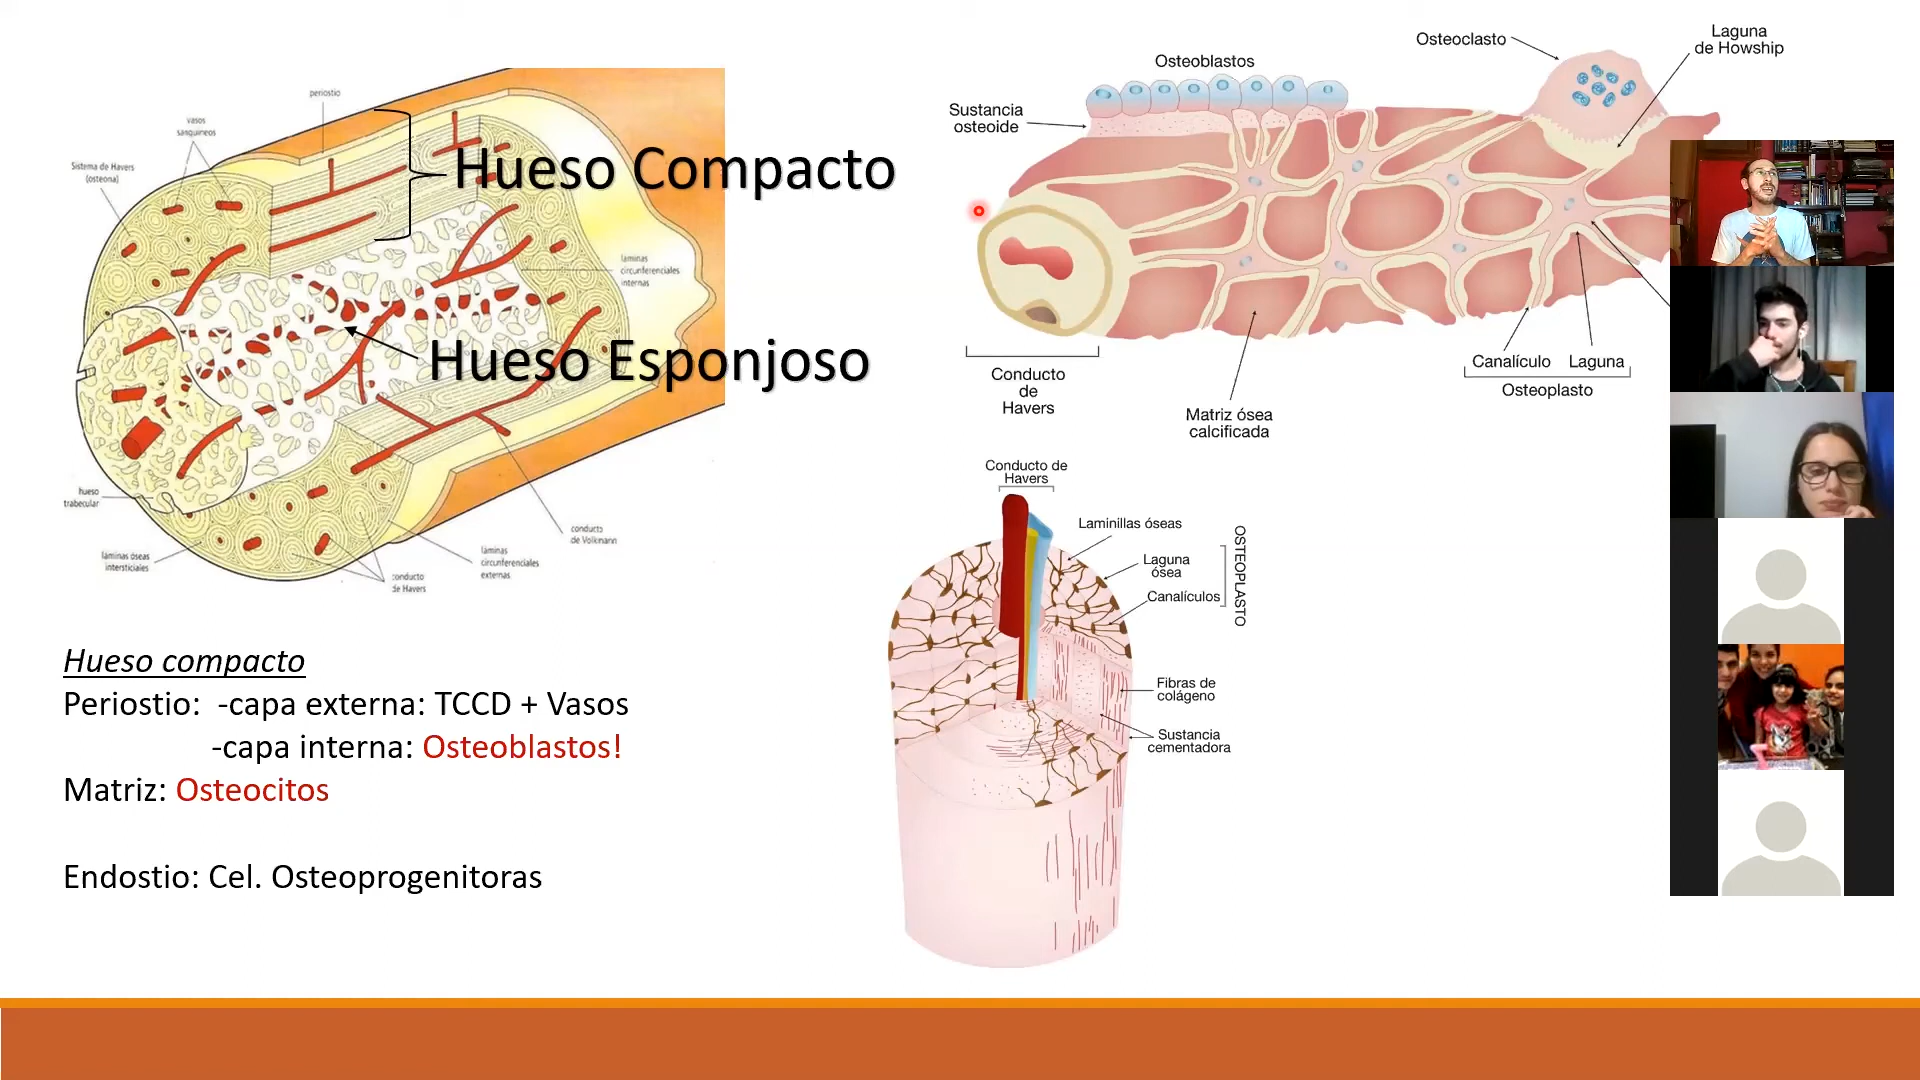 periostio
vasos
sanguineos
Sistema de Havers
(osteona)
Hueso Compacto
láminas
circunferenciales
internas
Hueso Esponjoso
hueso
trabecular
láminas óseas
intersticiales
conducto
de Havers
láminas
circunferenciales
externas
conducto
de Volkmann
Hueso compacto
Periostio: -capa externa: TCCD + Vasos
-capa interna: Osteoblastos!
Matriz: Osteocitos
Endostio: Cel. Osteoprogenitoras
Osteoblastos
Osteoclasto
Laguna
de Howship
Sustancia
osteoide
Conducto
de
Havers
Matriz ósea
calcificada
Canalículo Laguna
Osteoplasto
Conducto de
Havers
Laminillas óseas
Laguna
ósea
Canalículos
OSTEOPLASTO
Fibras de
colágeno
Sustancia
cementadora